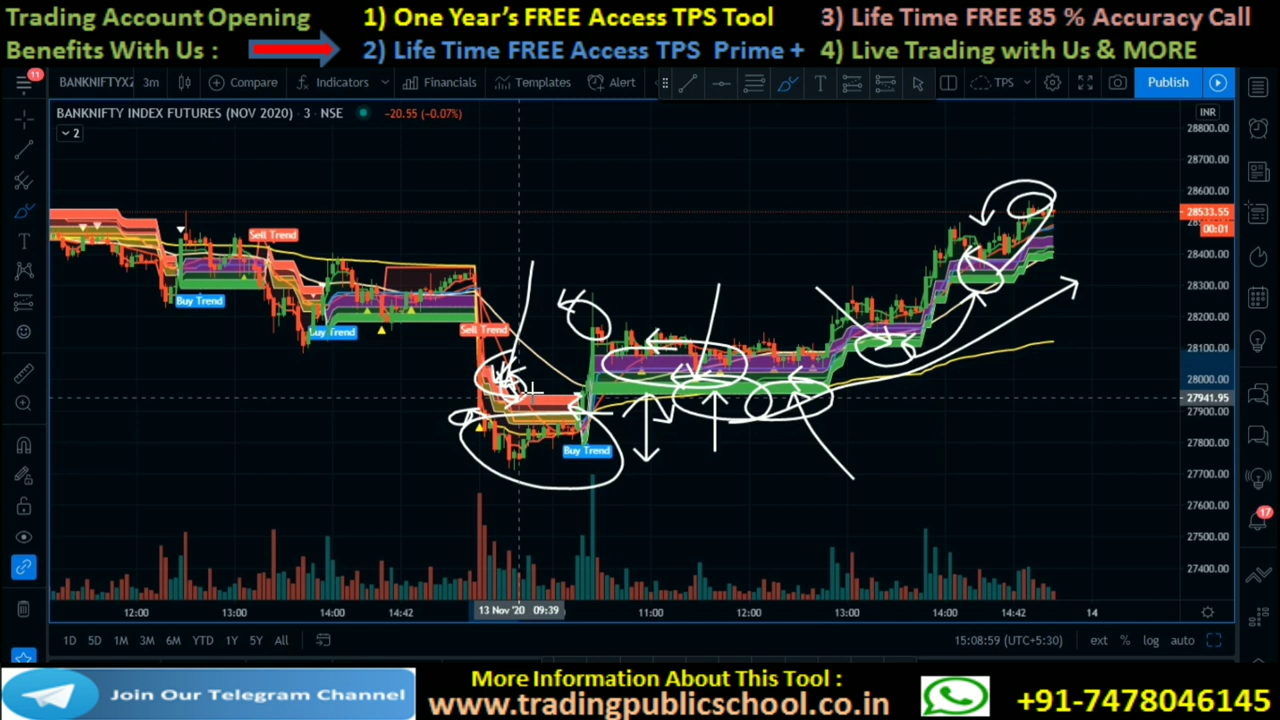 Trading Account Opening
Benefits With Us :
1) One Year's FREE Access TPS Tool
3) Life Time FREE 85 % Accuracy Call
2) Life Time FREE Access TPS Prime +
4) Live Trading with Us & MORE
11
BANKNIFTYXZ 3m Compare Indicators Financials Templates Alert TPS Publish
BANKNIFTY INDEX FUTURES (NOV 2020) · 3 · NSE −20.55 (−0.07%)
INR
2
28800.00
28700.00
28600.00
28533.55
00:01
28400.00
28300.00
28200.00
28100.00
28000.00
27941.95
27900.00
27800.00
27700.00
27600.00
27500.00
27400.00
Sell Trend
Buy Trend
Buy Trend
Sell Trend
Buy Trend
17
12:00 13:00 14:00 14:42 13 Nov '20 09:39 11:00 12:00 13:00 14:00 14:42 14
1D 5D 1M 3M 6M YTD 1Y 5Y All
15:08:59 (UTC+5:30) ext % log auto
Join Our Telegram Channel
More Information About This Tool :
www.tradingpublicschool.co.in
+91-7478046145